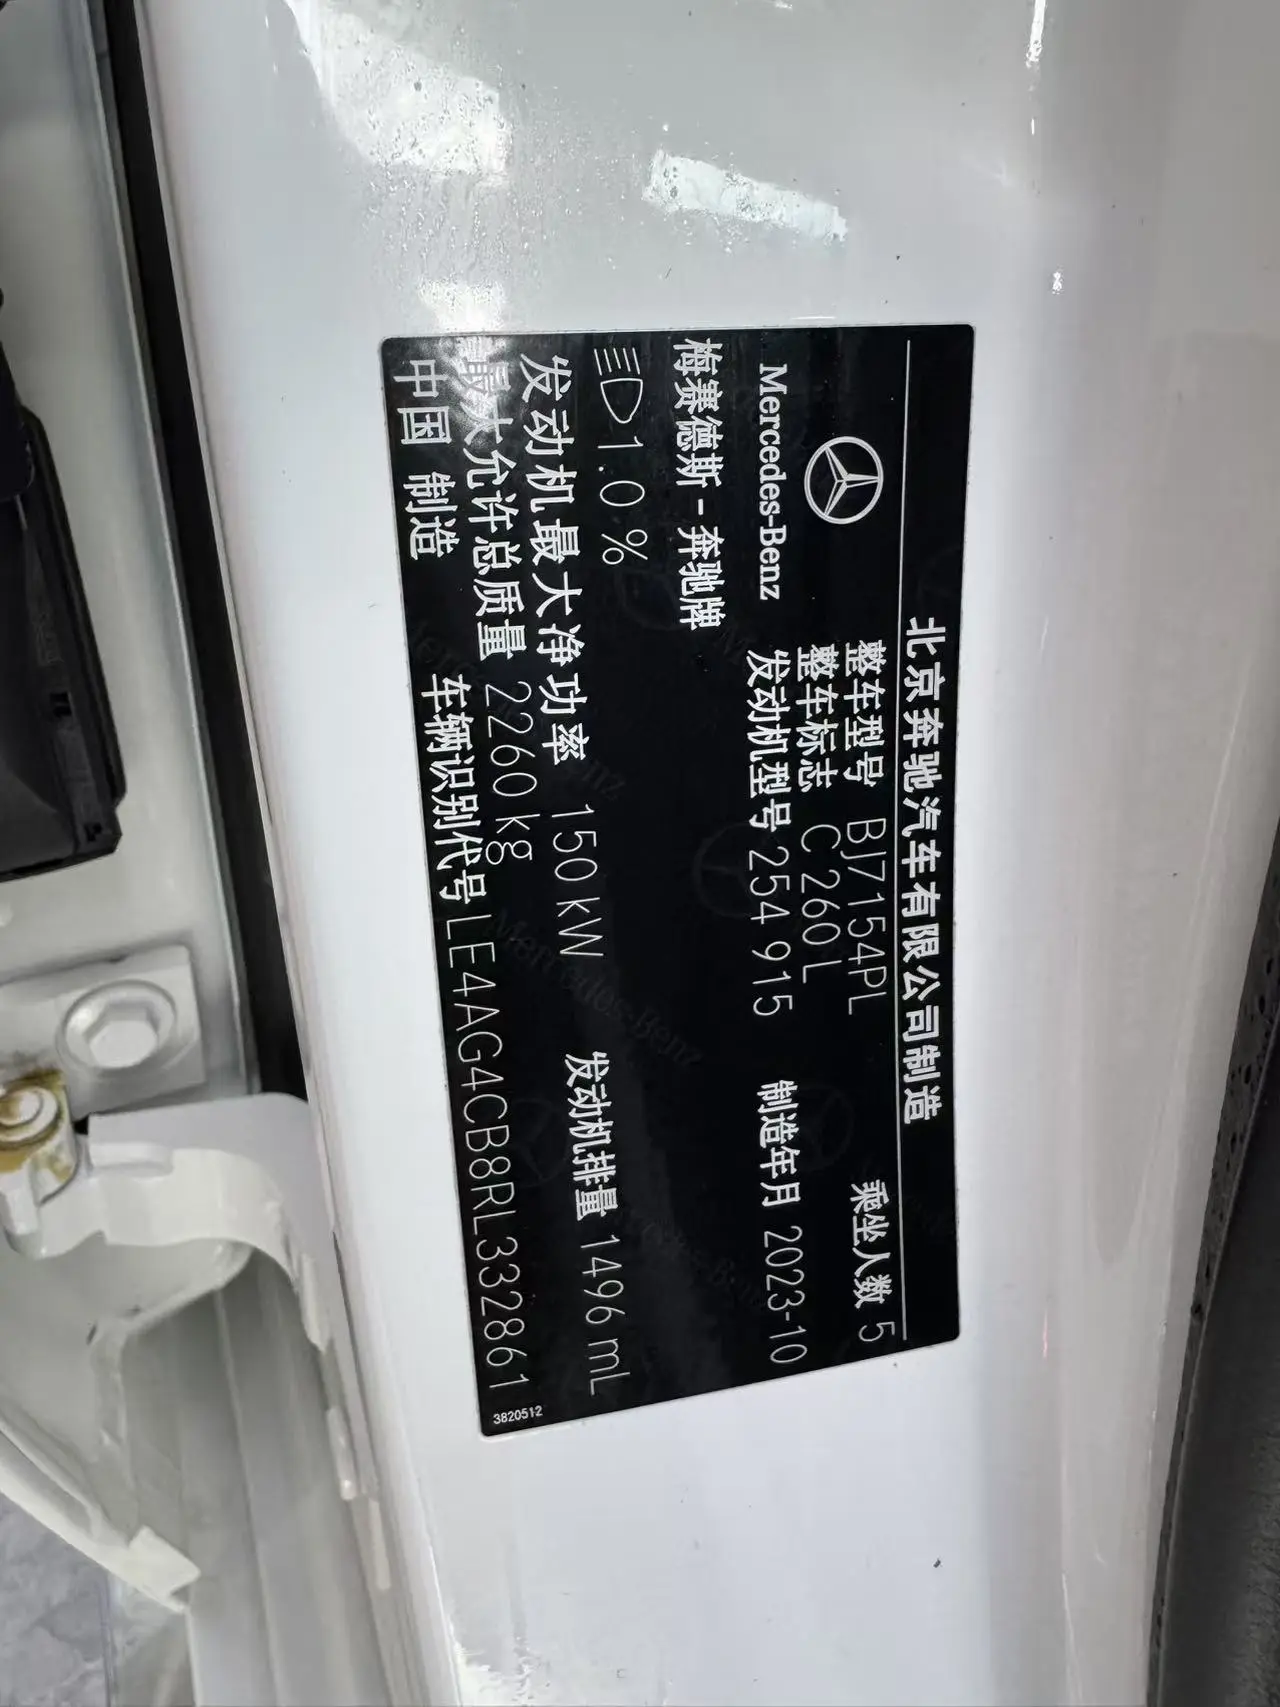 北京奔驰汽车有限公司制造
Mercedes-Benz
整车型号 BJ7154PL
乘坐人数 5
整车标志 C 260 L
梅赛德斯-奔驰牌
发动机型号 254 915
制造年月 2023-10
1.0 %
发动机最大净功率 150 kW
发动机排量 1496 mL
最大允许总质量 2260 kg
中国 制造
车辆识别代号 LE4AG4CB8RL332861
3820512